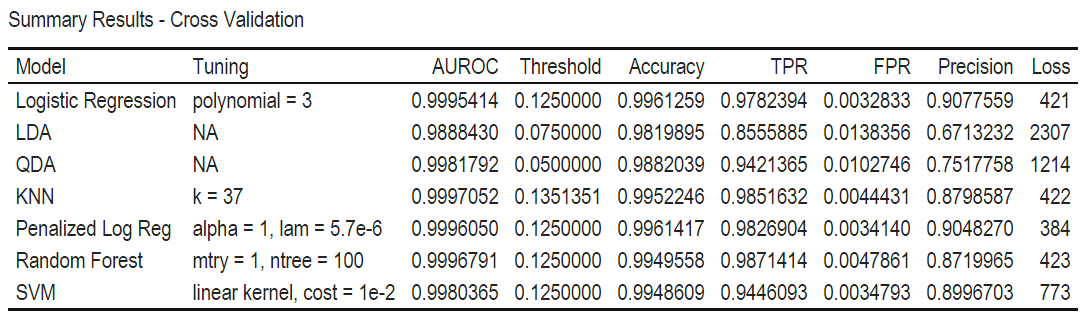 Summary Results - Cross Validation
Model Tuning AUROC Threshold Accuracy TPR FPR Precision Loss
Logistic Regression polynomial = 3 0.9995414 0.1250000 0.9961259 0.9782394 0.0032833 0.9077559 421
LDA NA 0.9888430 0.0750000 0.9819895 0.8555885 0.0138356 0.6713232 2307
QDA NA 0.9981792 0.0500000 0.9882039 0.9421365 0.0102746 0.7517758 1214
KNN k = 37 0.9997052 0.1351351 0.9952246 0.9851632 0.0044431 0.8798587 422
Penalized Log Reg alpha = 1, lam = 5.7e-6 0.9996050 0.1250000 0.9961417 0.9826904 0.0034140 0.9048270 384
Random Forest mtry = 1, ntree = 100 0.9996791 0.1250000 0.9949558 0.9871414 0.0047861 0.8719965 423
SVM linear kernel, cost = 1e-2 0.9980365 0.1250000 0.9948609 0.9446093 0.0034793 0.8996703 773